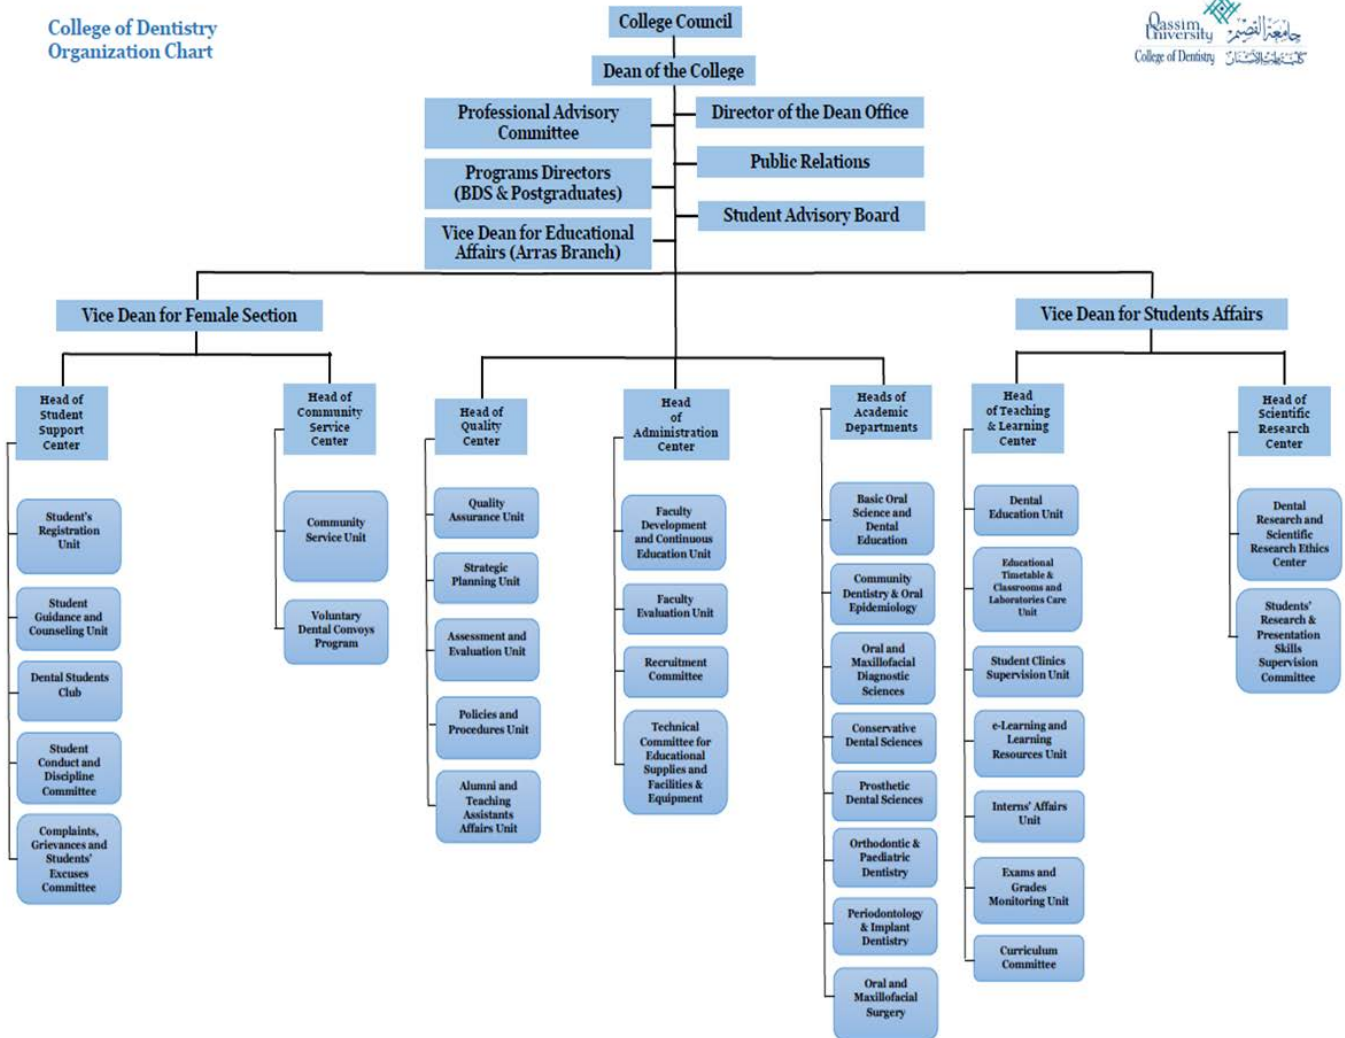 College of Dentistry
Organization Chart
Qassim
University
جامعة القصيم
College of Dentistry
كلية طب الأسنان
College Council
Dean of the College
Professional Advisory
Committee
Director of the Dean Office
Programs Directors
(BDS & Postgraduates)
Public Relations
Vice Dean for Educational
Affairs (Arras Branch)
Student Advisory Board
Vice Dean for Female Section
Vice Dean for Students Affairs
Head of
Student
Support
Center
Student's
Registration
Unit
Student
Guidance and
Counseling Unit
Dental Students
Club
Student
Conduct and
Discipline
Committee
Complaints,
Grievances and
Students'
Excuses
Committee
Head of
Community
Service
Center
Community
Service Unit
Voluntary
Dental Convoys
Program
Head of
Quality
Center
Quality
Assurance Unit
Strategic
Planning Unit
Assessment and
Evaluation Unit
Policies and
Procedures Unit
Alumni and
Teaching
Assistants
Affairs Unit
Head
of
Administration
Center
Faculty
Development
and Continuous
Education Unit
Faculty
Evaluation Unit
Recruitment
Committee
Technical
Committee for
Educational
Supplies and
Facilities &
Equipment
Heads of
Academic
Departments
Basic Oral
Science and
Dental
Education
Community
Dentistry & Oral
Epidemiology
Oral and
Maxillofacial
Diagnostic
Sciences
Conservative
Dental Sciences
Prosthetic
Dental Sciences
Orthodontic &
Paediatric
Dentistry
Periodontology
& Implant
Dentistry
Oral and
Maxillofacial
Surgery
Head
of Teaching
& Learning
Center
Dental
Education Unit
Educational
Timetable &
Classrooms and
Laboratories Care
Unit
Student Clinics
Supervision Unit
e-Learning and
Learning
Resources Unit
Interns' Affairs
Unit
Exams and
Grades
Monitoring Unit
Curriculum
Committee
Head of
Scientific
Research
Center
Dental
Research and
Scientific
Research Ethics
Center
Students'
Research &
Presentation
Skills
Supervision
Committee